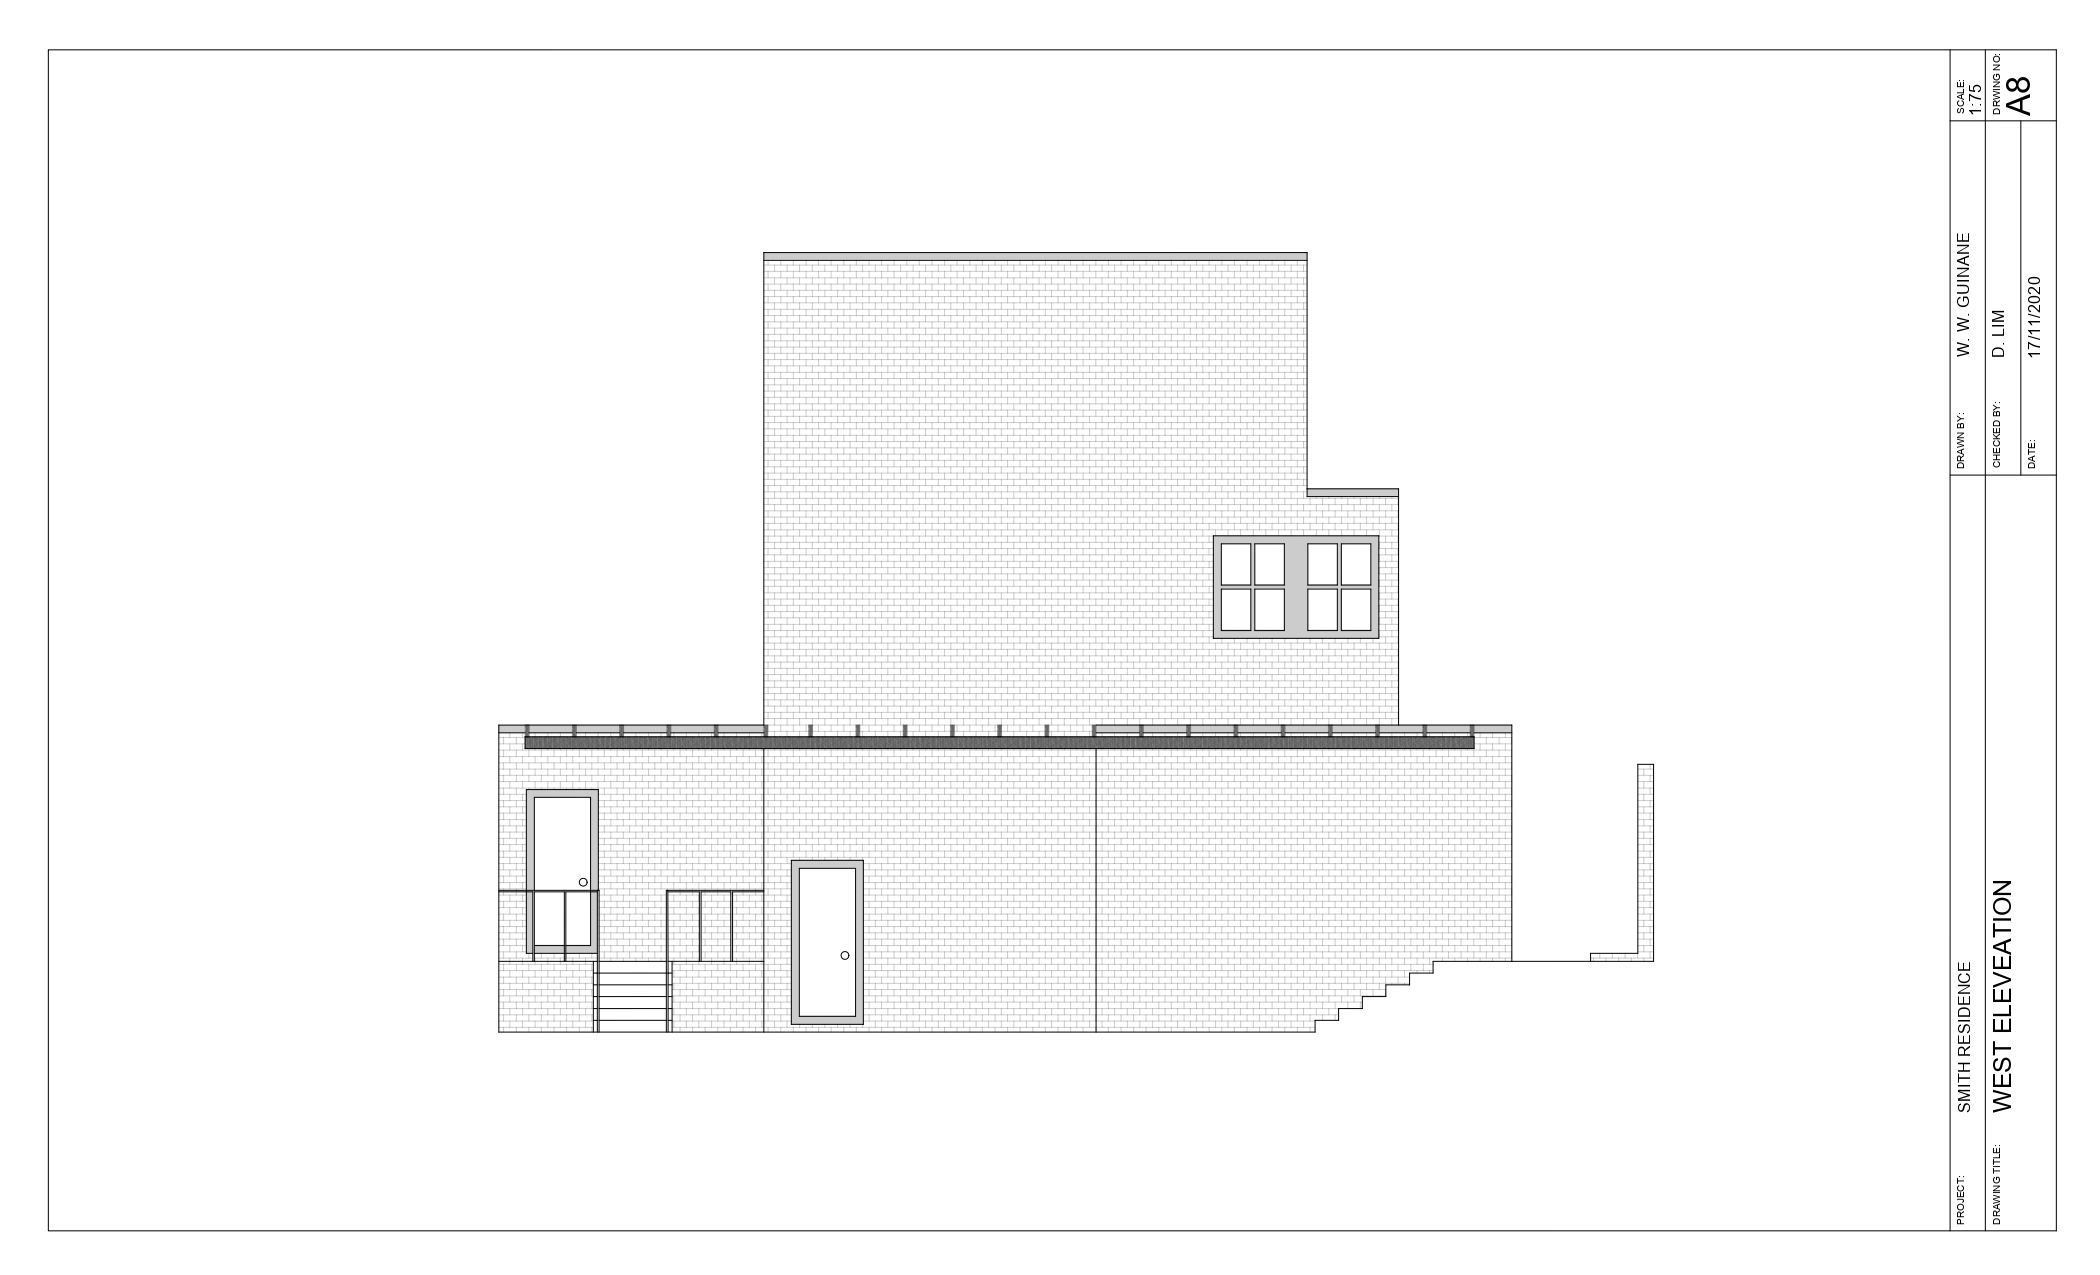 PROJECT: SMITH RESIDENCE
DRAWN BY: W. W. GUINANE
SCALE:
1:75
DRAWING TITLE: WEST ELEVEATION
CHECKED BY: D. LIM
DRWING NO:
A8
DATE: 17/11/2020